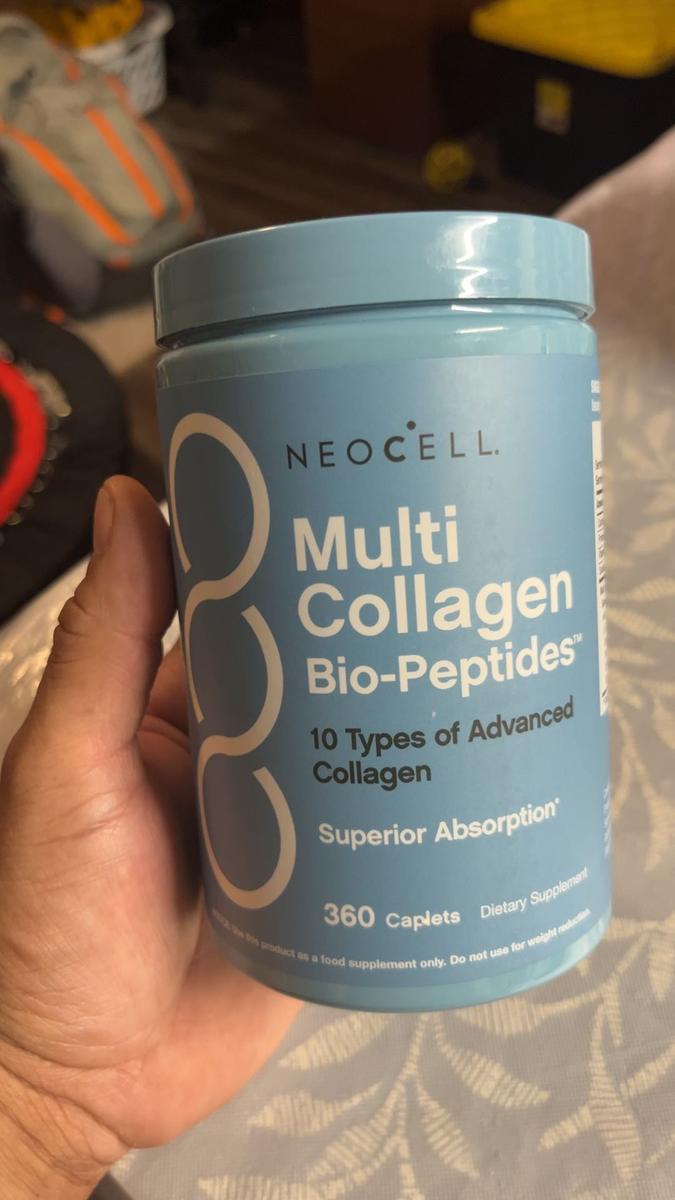 NEOCELL.
Multi
Collagen
Bio-Peptides™
10 Types of Advanced
Collagen
Superior Absorption*
360 Caplets Dietary Supplement
Use this product as a food supplement only. Do not use for weight reduction.